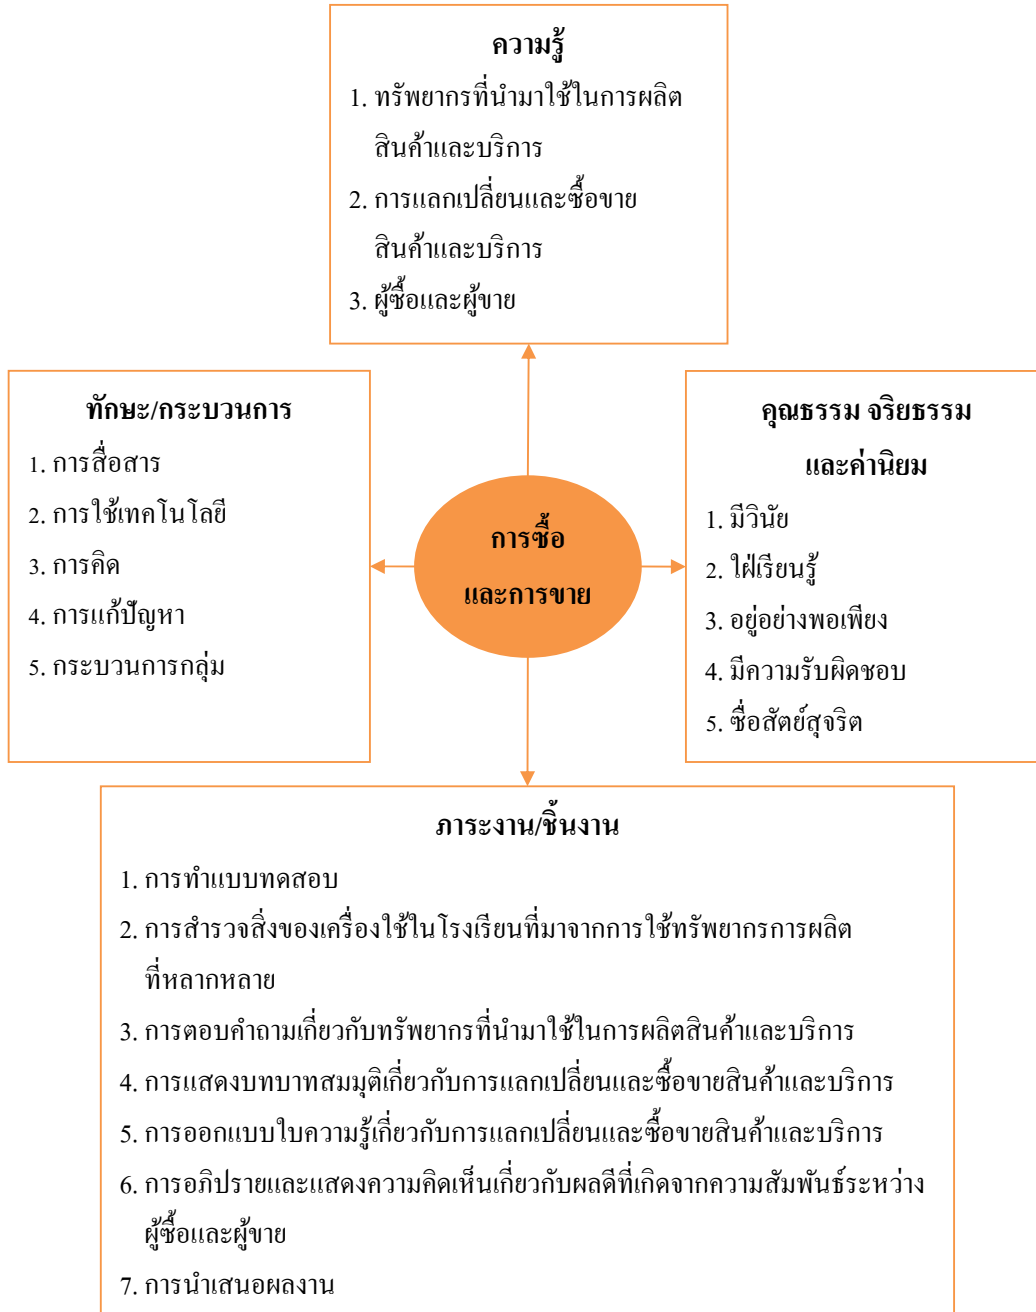 ความรู้
1. ทรัพยากรที่นำมาใช้ในการผลิต
สินค้าและบริการ
2. การแลกเปลี่ยนและซื้อขาย
สินค้าและบริการ
3. ผู้ซื้อและผู้ขาย
ทักษะ/กระบวนการ
1. การสื่อสาร
2. การใช้เทคโนโลยี
3. การคิด
4. การแก้ปัญหา
5. กระบวนการกลุ่ม
การซื้อ
และการขาย
คุณธรรม จริยธรรม
และค่านิยม
1. มีวินัย
2. ใฝ่เรียนรู้
3. อยู่อย่างพอเพียง
4. มีความรับผิดชอบ
5. ซื่อสัตย์สุจริต
ภาระงาน/ชิ้นงาน
1. การทำแบบทดสอบ
2. การสำรวจสิ่งของเครื่องใช้ในโรงเรียนที่มาจากการใช้ทรัพยากรการผลิต
ที่หลากหลาย
3. การตอบคำถามเกี่ยวกับทรัพยากรที่นำมาใช้ในการผลิตสินค้าและบริการ
4. การแสดงบทบาทสมมุติเกี่ยวกับการแลกเปลี่ยนและซื้อขายสินค้าและบริการ
5. การออกแบบใบความรู้เกี่ยวกับการแลกเปลี่ยนและซื้อขายสินค้าและบริการ
6. การอภิปรายและแสดงความคิดเห็นเกี่ยวกับผลดีที่เกิดจากความสัมพันธ์ระหว่าง
ผู้ซื้อและผู้ขาย
7. การนำเสนอผลงาน